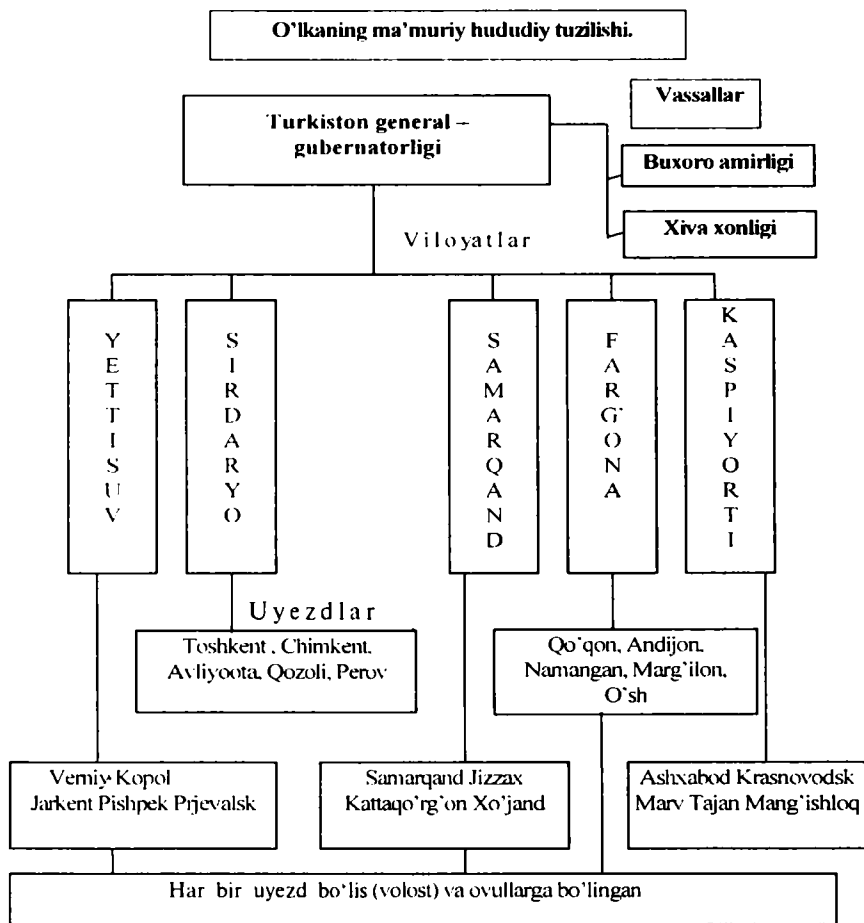 O'lkaning ma'muriy hududiy tuzilishi.
Turkiston general –
gubernatorligi
Vassallar
Buxoro amirligi
Xiva xonligi
Viloyatlar
YETTISUV
SIRDARYO
SAMARQAND
FARG'ONA
KASPIYORTI
Uyezdlar
Toshkent , Chimkent,
Avliyoota, Qozoli, Perov
Qo'qon, Andijon,
Namangan, Marg'ilon,
O'sh
Verniy Kopol
Jarkent Pishpek Prjevalsk
Samarqand Jizzax
Kattaqo'rg'on Xo'jand
Ashxabod Krasnovodsk
Marv Tajan Mang'ishloq
Har bir uyezd bo'lis (volost) va ovullarga bo'lingan